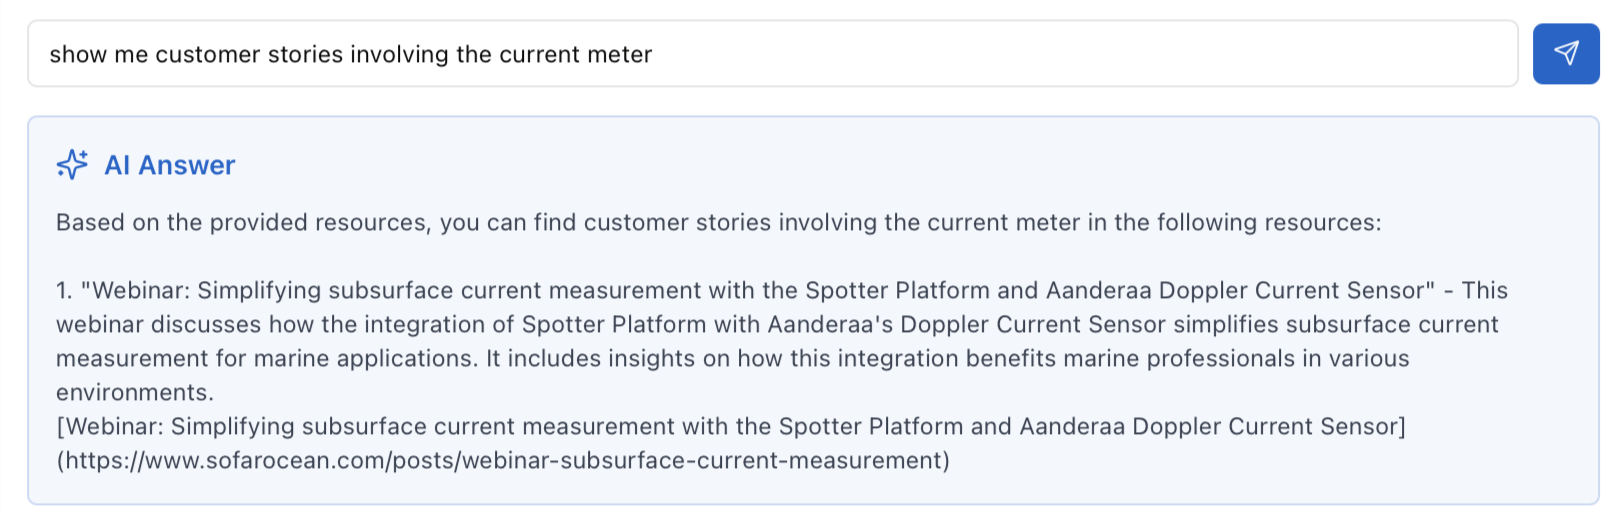 show me customer stories involving the current meter
AI Answer
Based on the provided resources, you can find customer stories involving the current meter in the following resources:
1. "Webinar: Simplifying subsurface current measurement with the Spotter Platform and Aanderaa Doppler Current Sensor" - This
webinar discusses how the integration of Spotter Platform with Aanderaa's Doppler Current Sensor simplifies subsurface current
measurement for marine applications. It includes insights on how this integration benefits marine professionals in various
environments.
[Webinar: Simplifying subsurface current measurement with the Spotter Platform and Aanderaa Doppler Current Sensor]
(https://www.sofarocean.com/posts/webinar-subsurface-current-measurement)